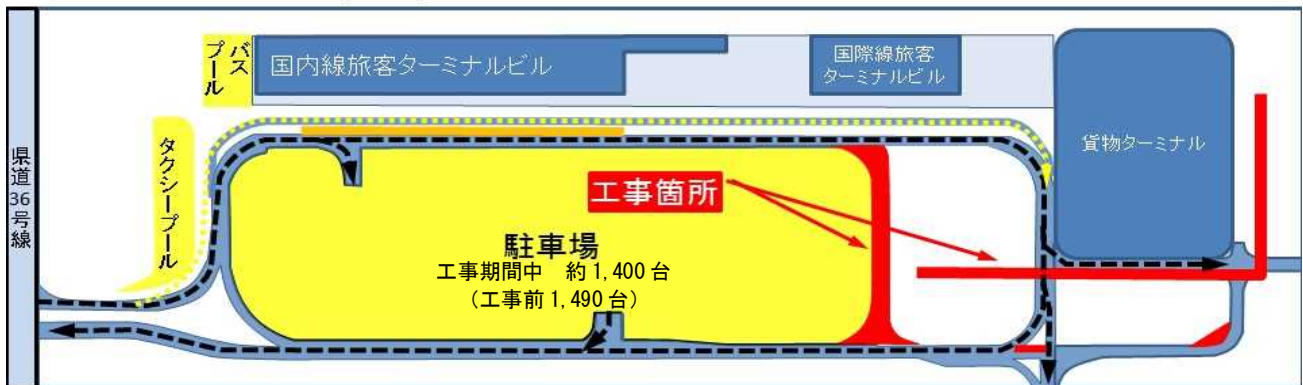 バス
プール
国内線旅客ターミナルビル
国際線旅客
ターミナルビル
貨物ターミナル
タクシープール
県道36号線
工事箇所
駐車場
工事期間中 約1,400台
(工事前1,490台)